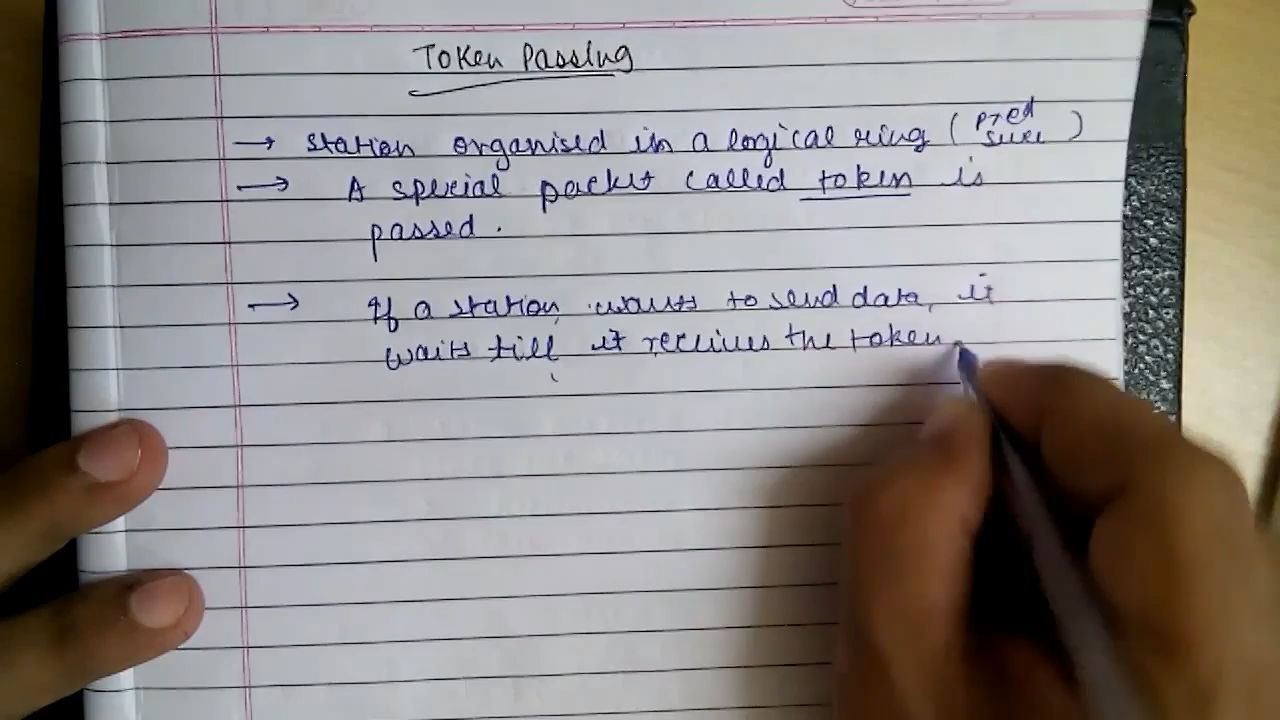 Token Passing
→ station organised in a logical ring ( pred
succ )
→ A special packet called token is
passed.
→ If a station wants to send data, it
waits till it receives the token.